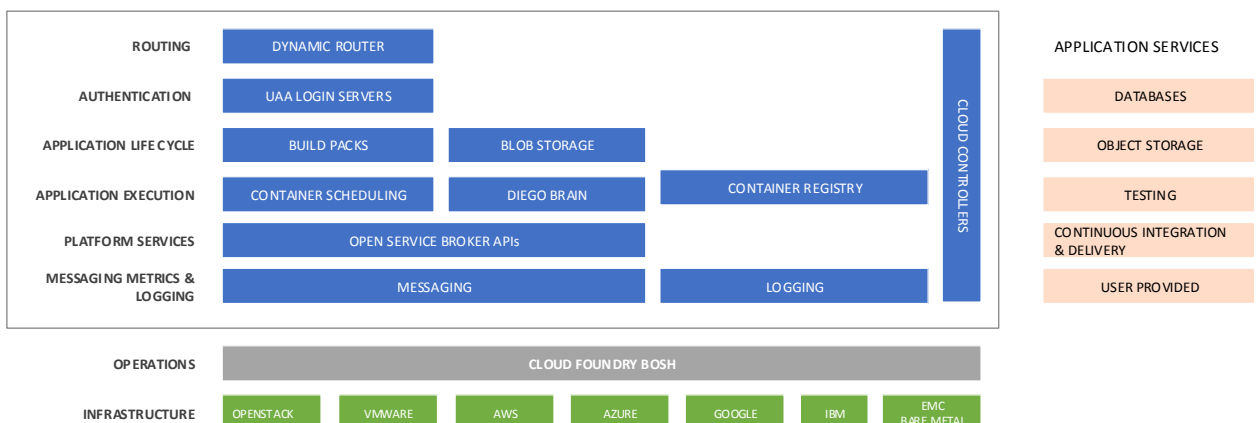 ROUTING
DYNAMIC ROUTER
APPLICATION SERVICES
AUTHENTICATION
UAA LOGIN SERVERS
DATABASES
APPLICATION LIFE CYCLE
BUILD PACKS
BLOB STORAGE
OBJECT STORAGE
APPLICATION EXECUTION
CONTAINER SCHEDULING
DIEGO BRAIN
CONTAINER REGISTRY
TESTING
PLATFORM SERVICES
OPEN SERVICE BROKER APIs
CONTINUOUS INTEGRATION
& DELIVERY
MESSAGING METRICS &
LOGGING
MESSAGING
LOGGING
USER PROVIDED
CLOUD CONTROLLERS
OPERATIONS
CLOUD FOUNDRY BOSH
INFRASTRUCTURE
OPENSTACK
VMWARE
AWS
AZURE
GOOGLE
IBM
EMC
BARE METAL